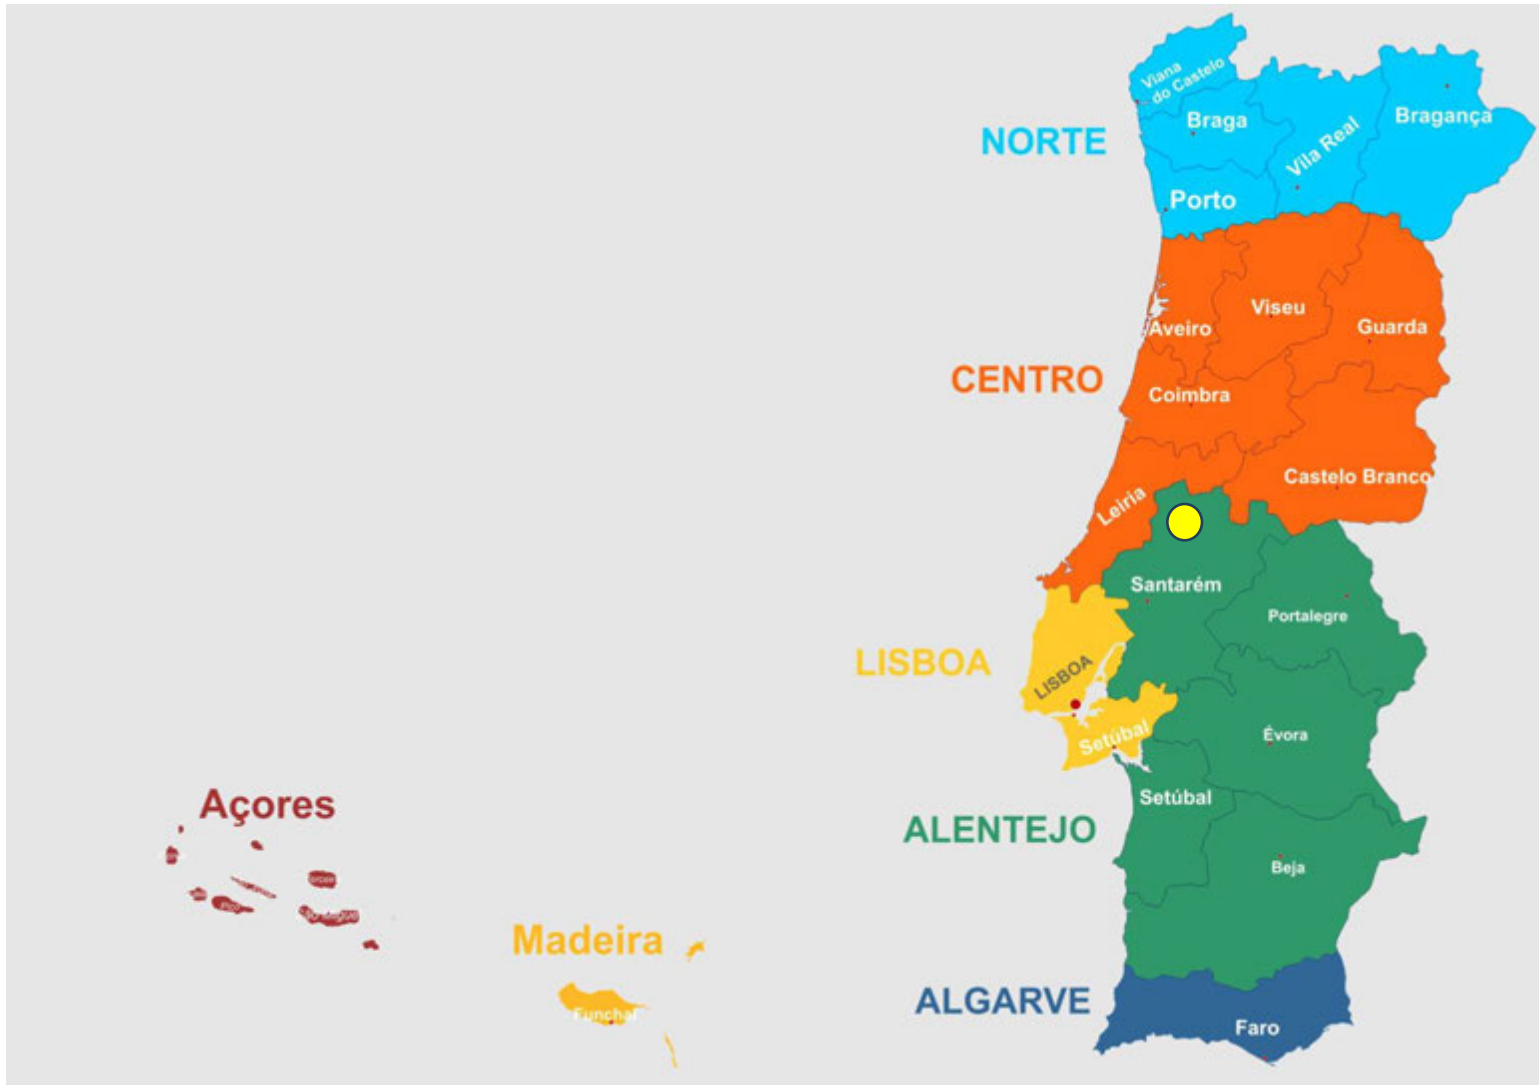 Viana
do Castelo
Braga
Bragança
NORTE
Vila Real
Porto
Viseu
Aveiro
Guarda
CENTRO
Coimbra
Castelo Branco
Leiria
Santarém
Portalegre
LISBOA
LISBOA
Setúbal
Évora
Açores
Setúbal
ALENTEJO
Beja
Pico
Madeira
ALGARVE
Funchal
Faro